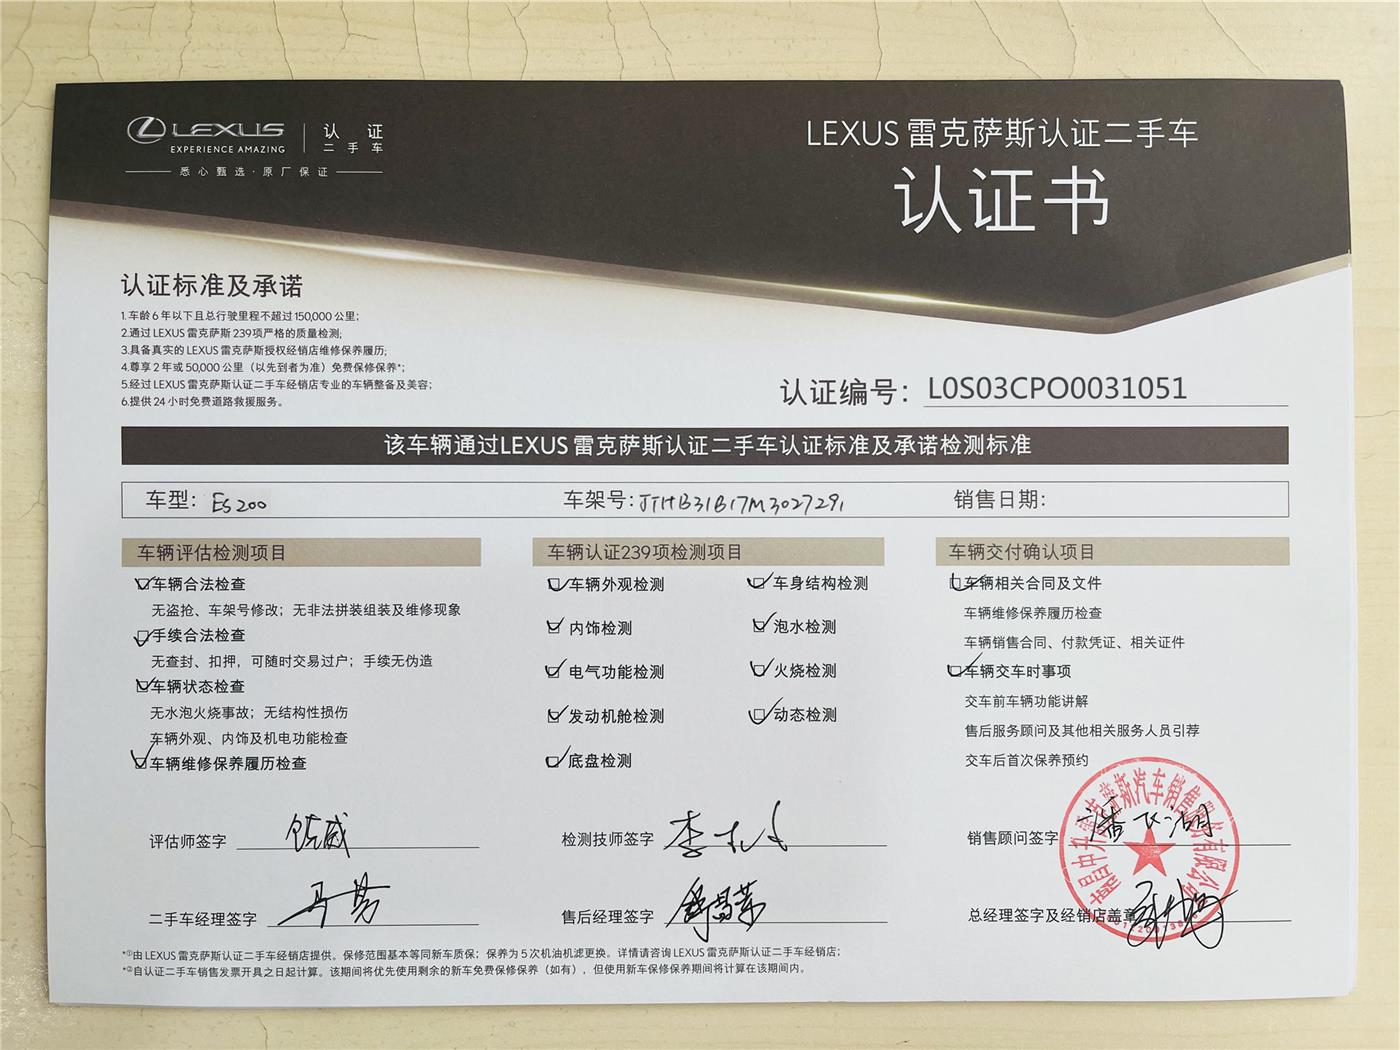 LEXUS
EXPERIENCE AMAZING
认证
二手车
悉心甄选·原厂保证
LEXUS 雷克萨斯认证二手车
认证书
认证标准及承诺
1.车龄6年以下且总行驶里程不超过150,000公里；
2.通过LEXUS雷克萨斯239项严格的质量检测；
3.具备真实的LEXUS雷克萨斯授权经销店维修保养履历；
4.尊享2年或50,000公里（以先到者为准）免费保修保养*；
5.经过LEXUS雷克萨斯认证二手车经销店专业的车辆整备及美容；
6.提供24小时免费道路救援服务。
认证编号：L0S03CPO0031051
该车辆通过LEXUS雷克萨斯认证二手车认证标准及承诺检测标准
车型：ES200 车架号：JTHB31B17M3027291 销售日期：
车辆评估检测项目
车辆合法检查
无盗抢、车架号修改；无非法拼装组装及维修现象
手续合法检查
无查封、扣押，可随时交易过户；手续无伪造
车辆状态检查
无水泡火烧事故；无结构性损伤
车辆外观、内饰及机电功能检查
车辆维修保养履历检查
车辆认证239项检测项目
车辆外观检测 车身结构检测
内饰检测 泡水检测
电气功能检测 火烧检测
发动机舱检测 动态检测
底盘检测
车辆交付确认项目
车辆相关合同及文件
车辆维修保养履历检查
车辆销售合同、付款凭证、相关证件
车辆交车时事项
交车前车辆功能讲解
售后服务顾问及其他相关服务人员引荐
交车后首次保养预约
评估师签字 检测技师签字 销售顾问签字
二手车经理签字 售后经理签字 总经理签字及经销店盖章
*①由LEXUS雷克萨斯认证二手车经销店提供。保修范围基本等同新车质保；保养为5次机油机滤更换。详情请咨询LEXUS雷克萨斯认证二手车经销店；
*②自认证二手车销售发票开具之日起计算。该期间将优先使用剩余的新车免费保修保养（如有），但使用新车保修保养期间将计算在该期间内。